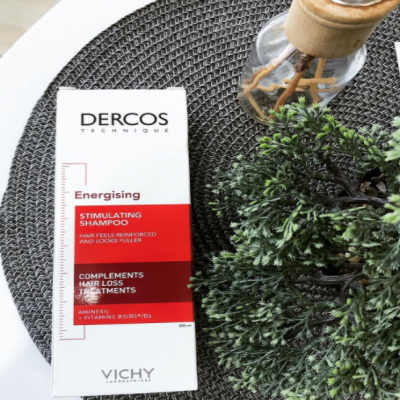 DERCOS
TECHNIQUE
Energising
STIMULATING
SHAMPOO
HAIR FEELS REINFORCED
AND LOOKS FULLER
COMPLEMENTS
HAIR LOSS
TREATMENTS
AMINEXIL
+ VITAMINS B3/B5*/B6
200ml
VICHY
LABORATOIRES